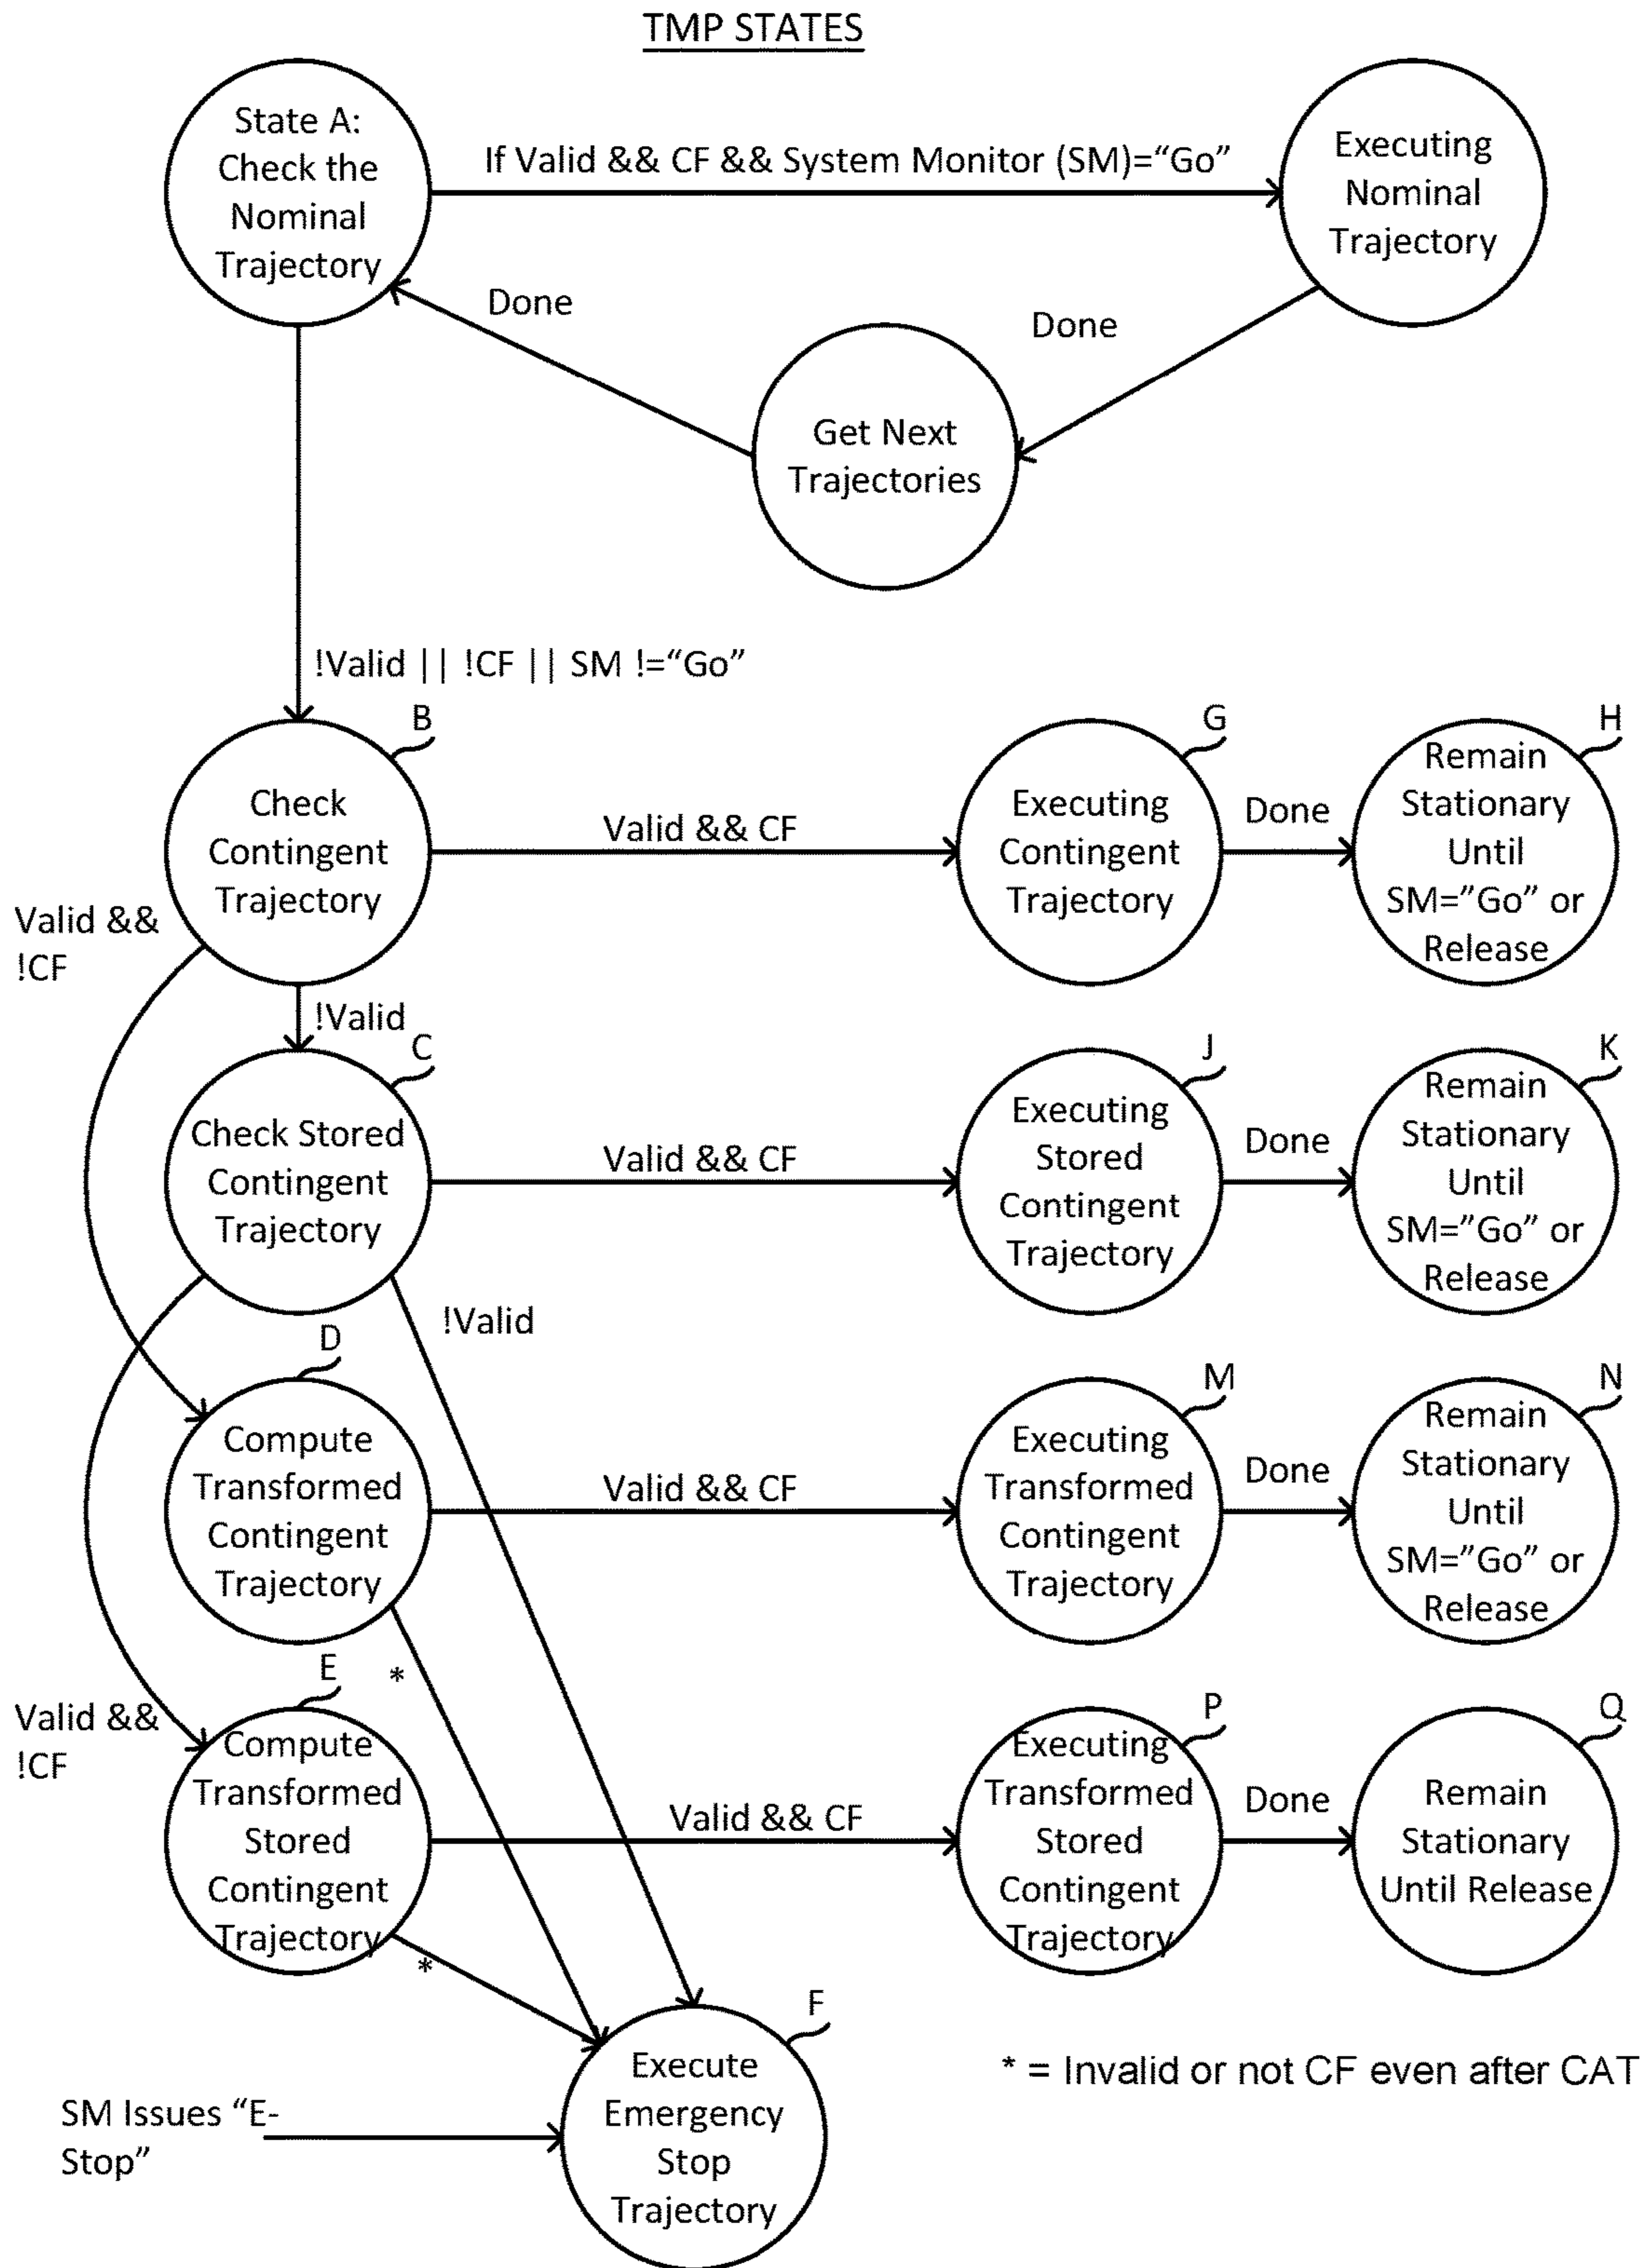 TMP STATES
State A:
Check the
Nominal
Trajectory
If Valid && CF && System Monitor (SM)=“Go”
Executing
Nominal
Trajectory
Done
Done
Get Next
Trajectories
!Valid || !CF || SM !=“Go”
B
Check
Contingent
Trajectory
Valid && CF
G
Executing
Contingent
Trajectory
Done
H
Remain
Stationary
Until
SM=”Go” or
Release
Valid &&
!CF
!Valid
C
Check Stored
Contingent
Trajectory
Valid && CF
J
Executing
Stored
Contingent
Trajectory
Done
K
Remain
Stationary
Until
SM=”Go” or
Release
!Valid
D
Compute
Transformed
Contingent
Trajectory
Valid && CF
M
Executing
Transformed
Contingent
Trajectory
Done
N
Remain
Stationary
Until
SM=”Go” or
Release
*
Valid &&
!CF
E
Compute
Transformed
Stored
Contingent
Trajectory
Valid && CF
P
Executing
Transformed
Stored
Contingent
Trajectory
Done
Q
Remain
Stationary
Until Release
*
F
Execute
Emergency
Stop
Trajectory
SM Issues “E-
Stop”
* = Invalid or not CF even after CAT